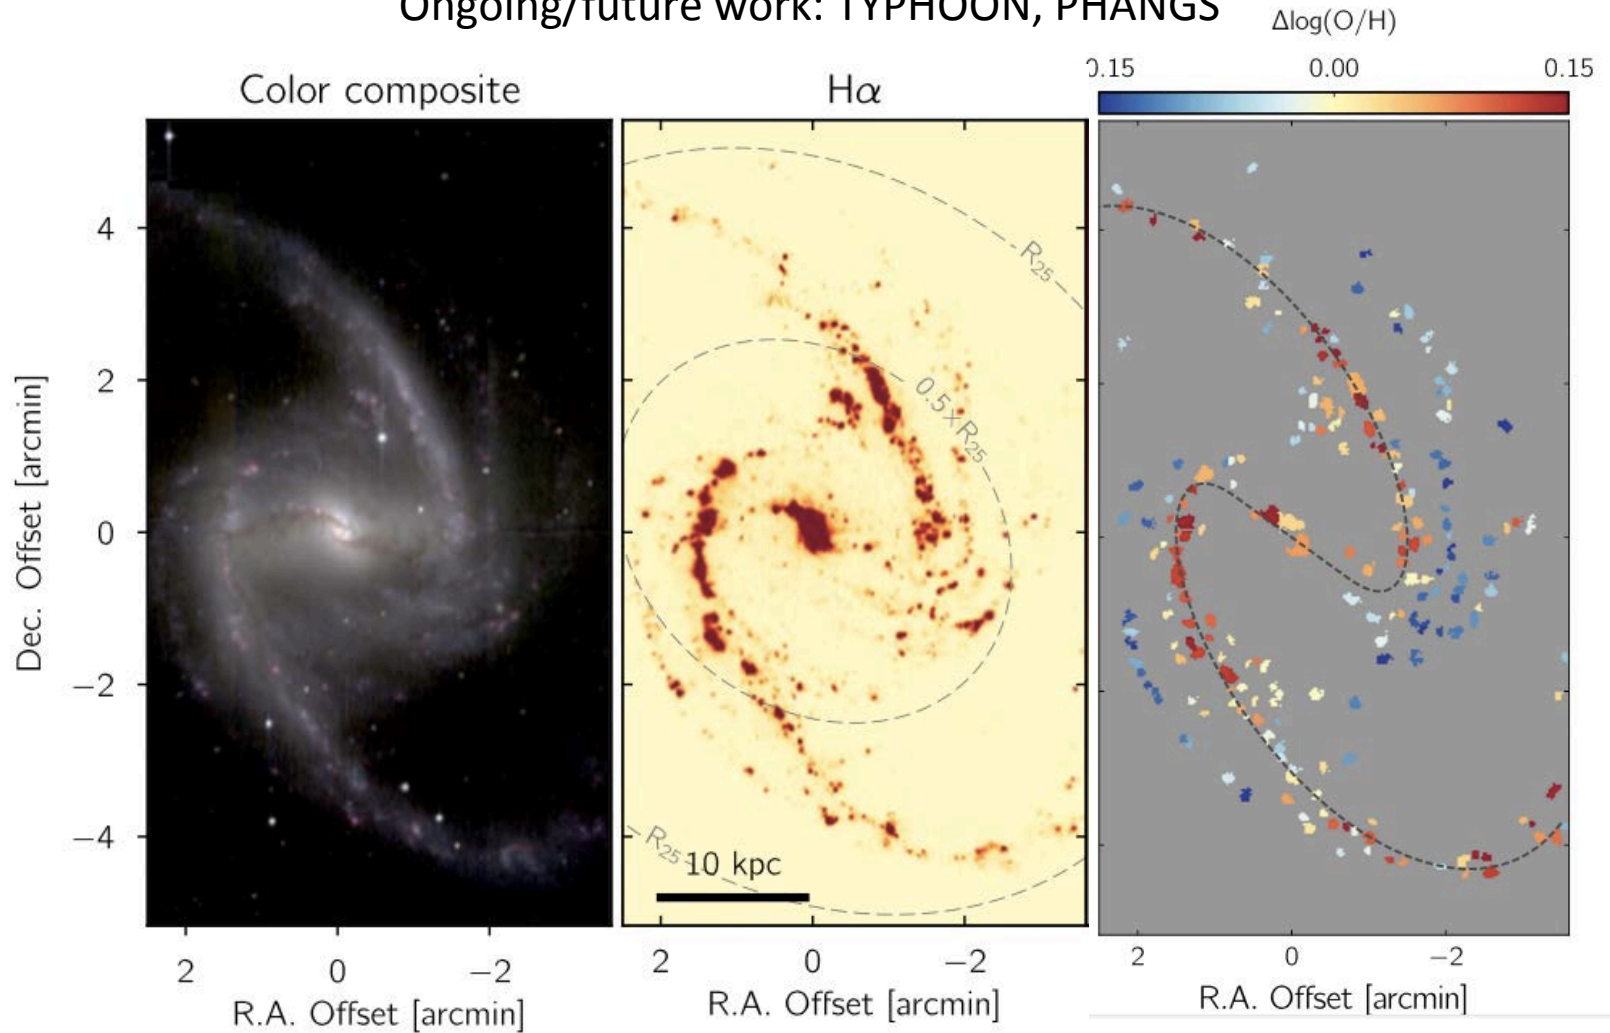 Ongoing/future work: TYPHOON, PHANGS
Δlog(O/H)
0.15 0.00 0.15
Color composite
Hα
R25
0.5×R25
R25
10 kpc
4
2
0
−2
−4
Dec. Offset [arcmin]
2 0 −2
R.A. Offset [arcmin]
2 0 −2
R.A. Offset [arcmin]
2 0 −2
R.A. Offset [arcmin]